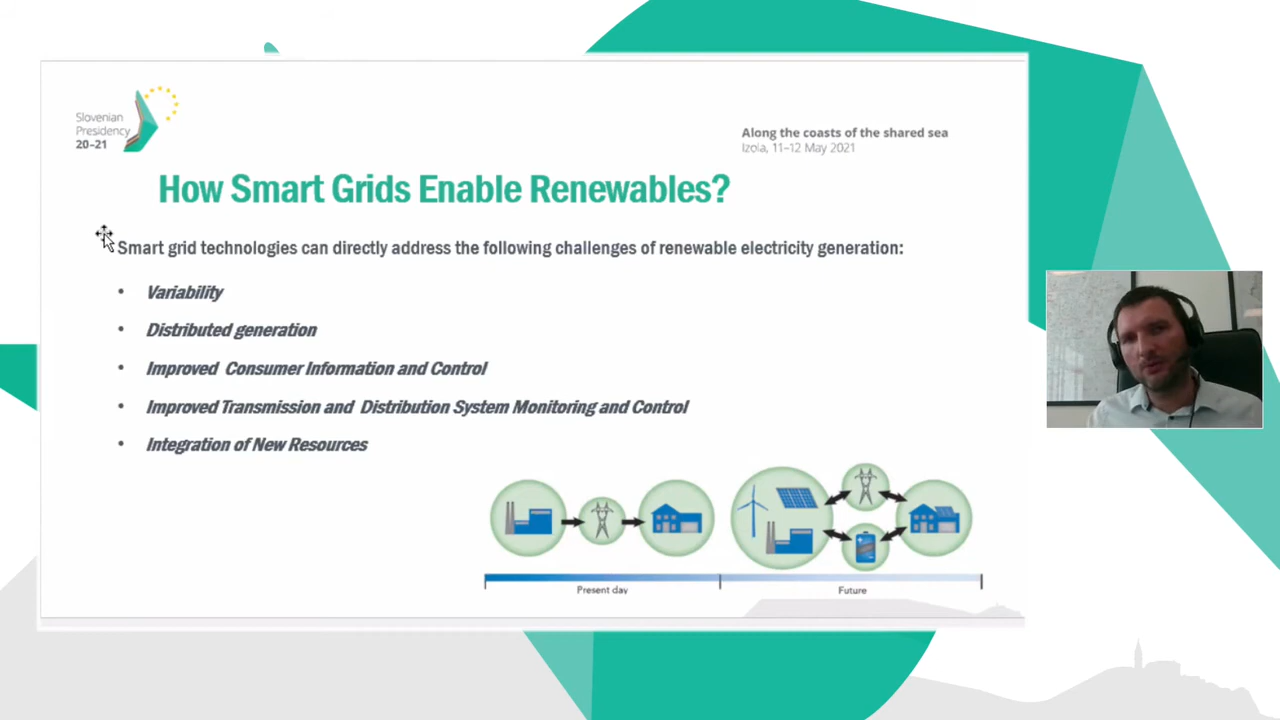 Slovenian
Presidency
20–21
Along the coasts of the shared sea
Izola, 11–12 May 2021
How Smart Grids Enable Renewables?
Smart grid technologies can directly address the following challenges of renewable electricity generation:
• Variability
• Distributed generation
• Improved Consumer Information and Control
• Improved Transmission and Distribution System Monitoring and Control
• Integration of New Resources
Present day
Future